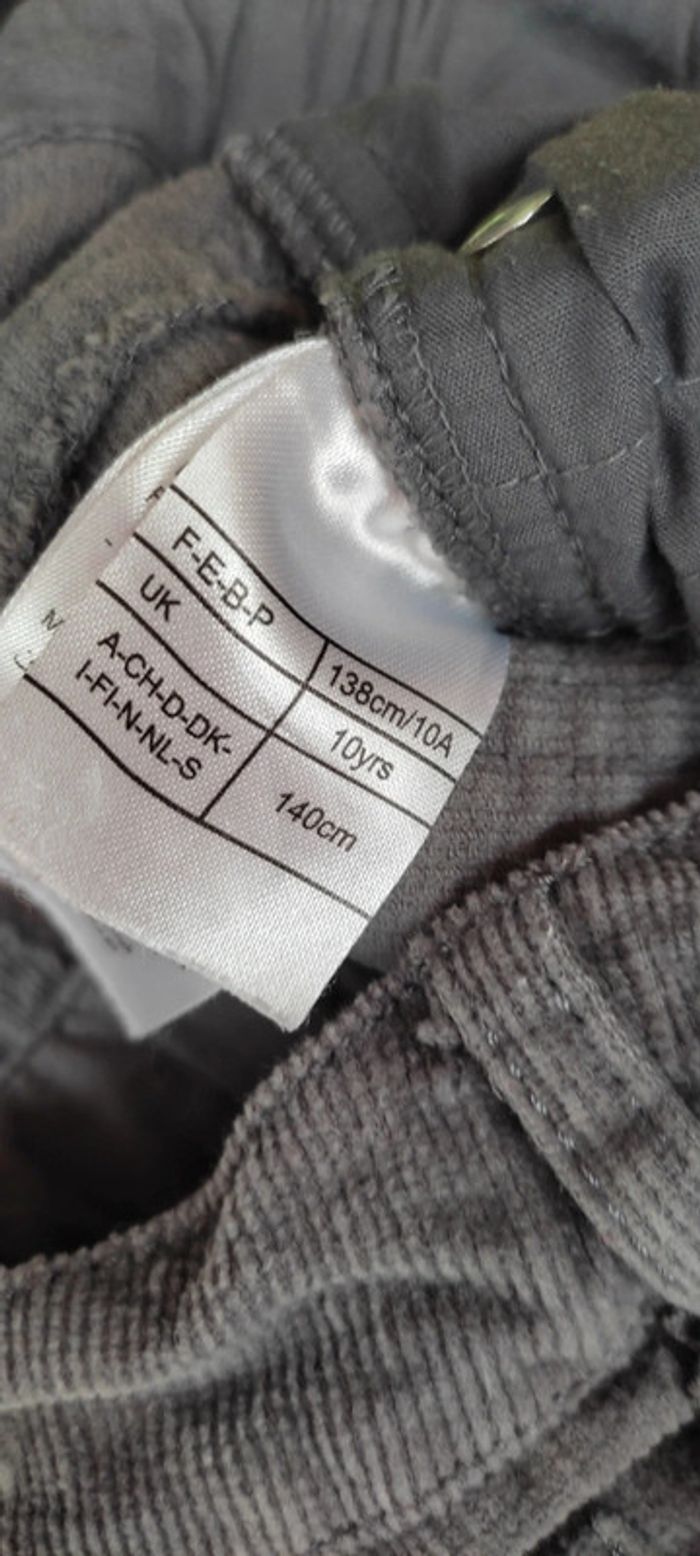 F-E-B-P 138cm/10A
UK 10yrs
A-CH-D-DK-
I-FI-N-NL-S 140cm